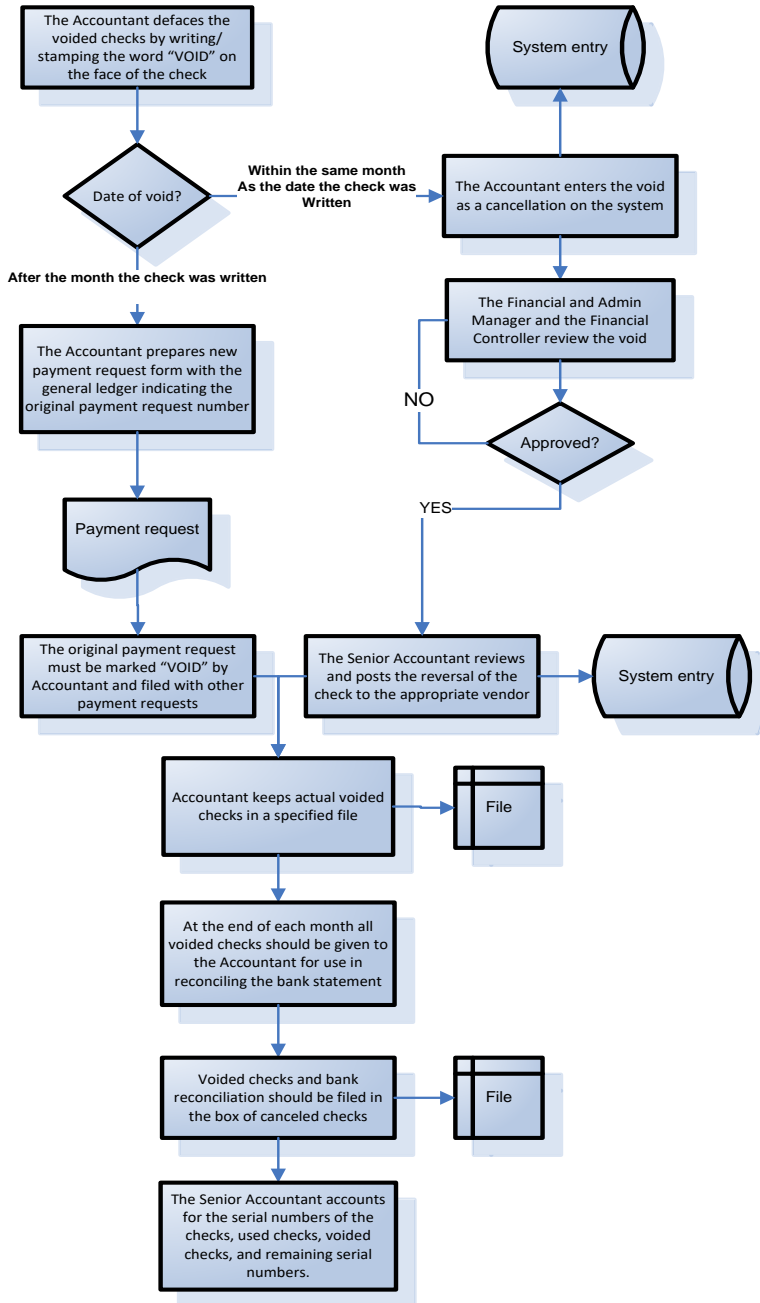 The Accountant defaces the
voided checks by writing/
stamping the word “VOID” on
the face of the check
System entry
Date of void?
Within the same month
As the date the check was
Written
The Accountant enters the void
as a cancellation on the system
After the month the check was written
The Financial and Admin
Manager and the Financial
Controller review the void
The Accountant prepares new
payment request form with the
general ledger indicating the
original payment request number
NO
Approved?
YES
Payment request
The original payment request
must be marked “VOID” by
Accountant and filed with other
payment requests
The Senior Accountant reviews
and posts the reversal of the
check to the appropriate vendor
System entry
Accountant keeps actual voided
checks in a specified file
File
At the end of each month all
voided checks should be given to
the Accountant for use in
reconciling the bank statement
Voided checks and bank
reconciliation should be filed in
the box of canceled checks
File
The Senior Accountant accounts
for the serial numbers of the
checks, used checks, voided
checks, and remaining serial
numbers.